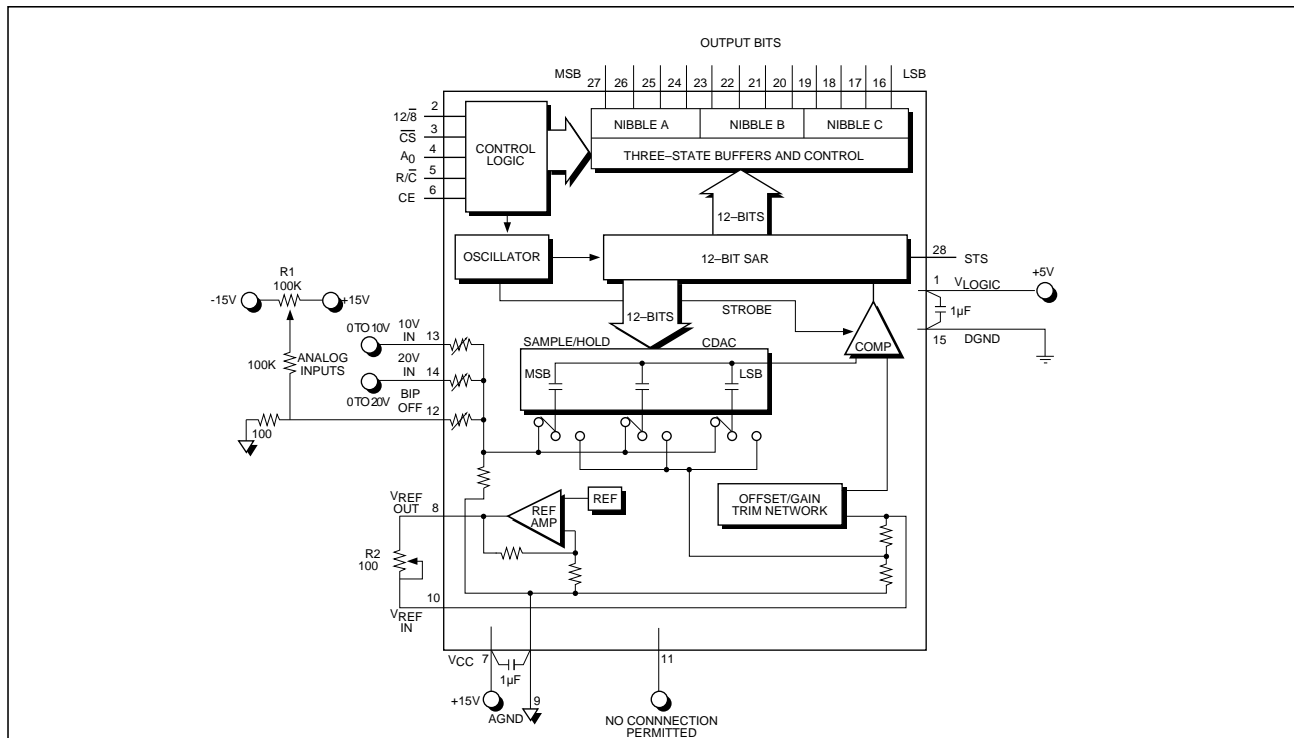 OUTPUT BITS
MSB
LSB
27 26 25 24 23 22 21 20 19 18 17 16
NIBBLE A
NIBBLE B
NIBBLE C
THREE–STATE BUFFERS AND CONTROL
12/8̅
2
C̅S̅
3
A0
4
R/C̅
5
CE
6
CONTROL
LOGIC
12–BITS
OSCILLATOR
12–BIT SAR
28
STS
R1
100K
-15V
+15V
1
VLOGIC
+5V
1µF
15
DGND
12–BITS
STROBE
COMP
0 TO 10V
10V
IN
13
100K
ANALOG
INPUTS
20V
IN
14
0 TO 20V
BIP
OFF
12
100
SAMPLE/HOLD
CDAC
MSB
LSB
VREF
OUT
8
REF
AMP
REF
OFFSET/GAIN
TRIM NETWORK
R2
100
10
VREF
IN
VCC
7
1µF
9
+15V
AGND
11
NO CONNNECTION
PERMITTED